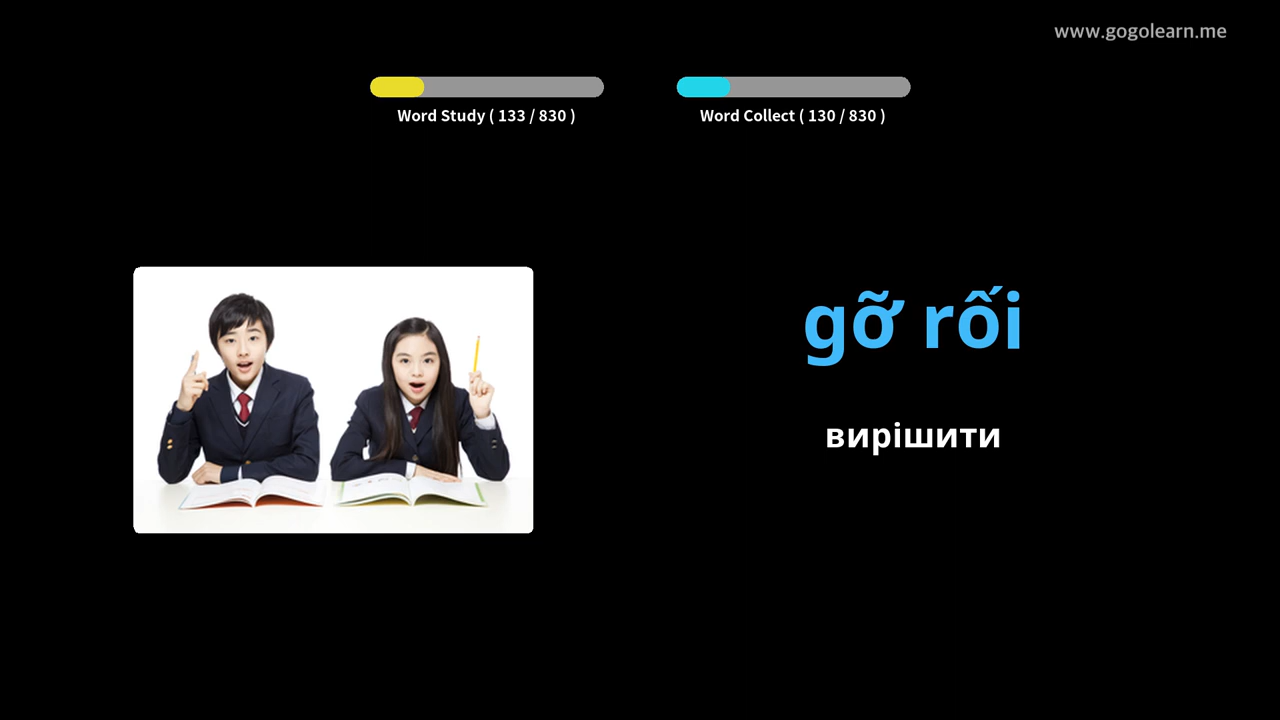 www.gogolearn.me
Word Study ( 133 / 830 )
Word Collect ( 130 / 830 )
gỡ rối
вирішити